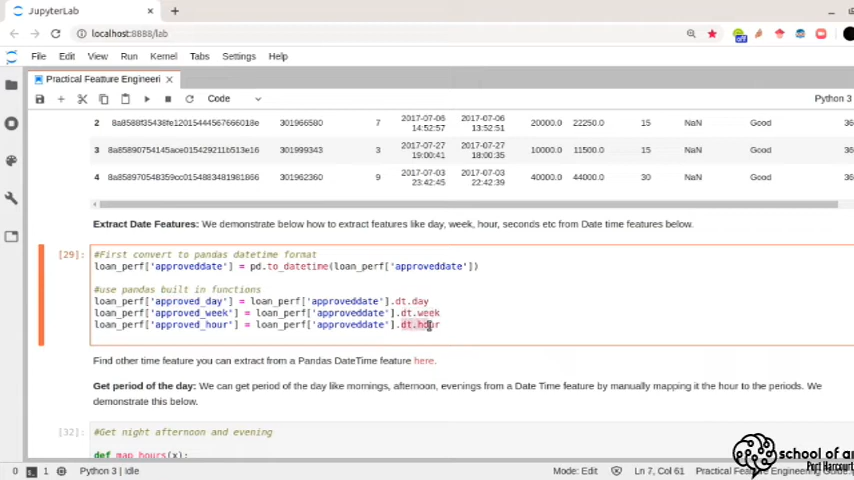 JupyterLab
localhost:8888/lab
off
File Edit View Run Kernel Tabs Settings Help
Practical Featture Engineeri
Code
Python 3
2 8a8588f35438fe12015444567666018e 301966580 7 2017-07-06 14:52:57 2017-07-06 13:52:51 20000.0 22250.0 15 NaN Good 36
3 8a85890754145ace015429211b513e16 301999343 3 2017-07-27 19:00:41 2017-07-27 18:00:35 10000.0 11500.0 15 NaN Good 36
4 8a858970548359cc0154883481981866 301962360 9 2017-07-03 23:42:45 2017-07-03 22:42:39 40000.0 44000.0 30 NaN Good 36
Extract Date Features: We demonstrate below how to extract features like day, week, hour, seconds etc from Date time features below.
[29]: #First convert to pandas datetime format
loan_perf['approveddate'] = pd.to_datetime(loan_perf['approveddate'])
#use pandas built in functions
loan_perf['approved_day'] = loan_perf['approveddate'].dt.day
loan_perf['approved_week'] = loan_perf['approveddate'].dt.week
loan_perf['approved_hour'] = loan_perf['approveddate'].dt.hour
Find other time feature you can extract from a Pandas DateTime feature here.
Get period of the day: We can get period of the day like mornings, afternoon, evenings from a Date Time feature by manually mapping it the hour to the periods. We
demonstrate this below.
[32]: #Get night afternoon and evening
def map_hours(x):
school of a
Port Harcourt
0 1 Python 3 | Idle Mode: Edit Ln 7, Col 61 Practical Featture Engineering